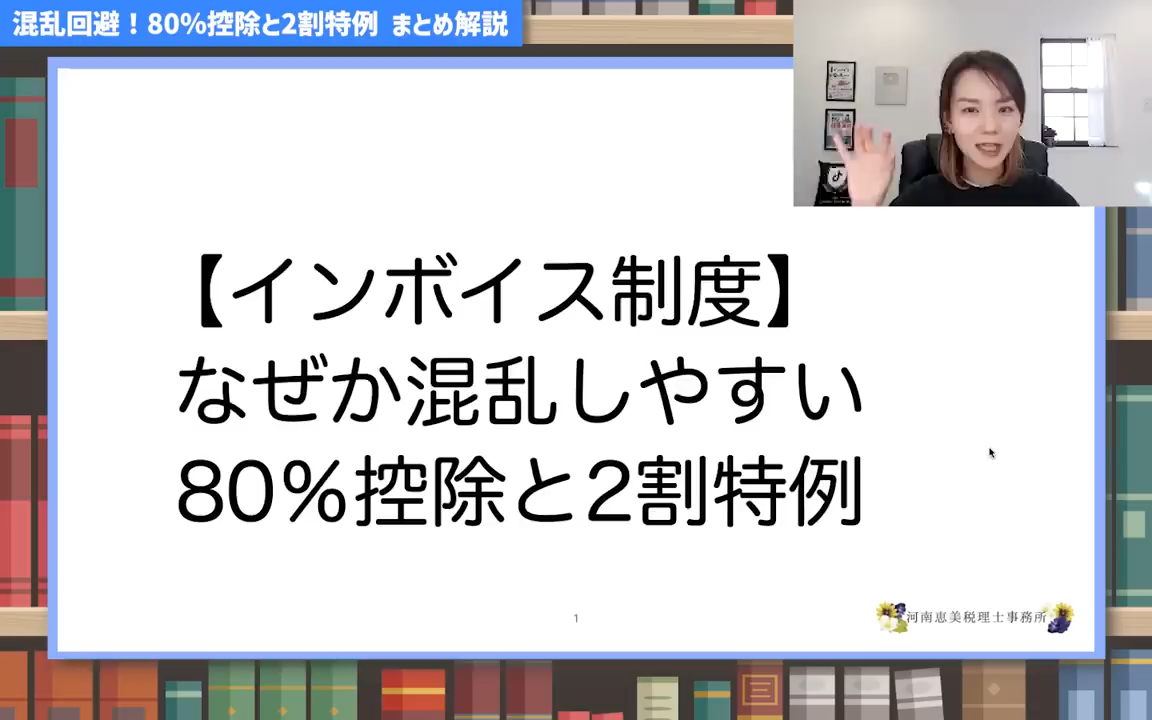 混乱回避！80%控除と2割特例 まとめ解説
【インボイス制度】
なぜか混乱しやすい
80%控除と2割特例
1
河南恵美税理士事務所